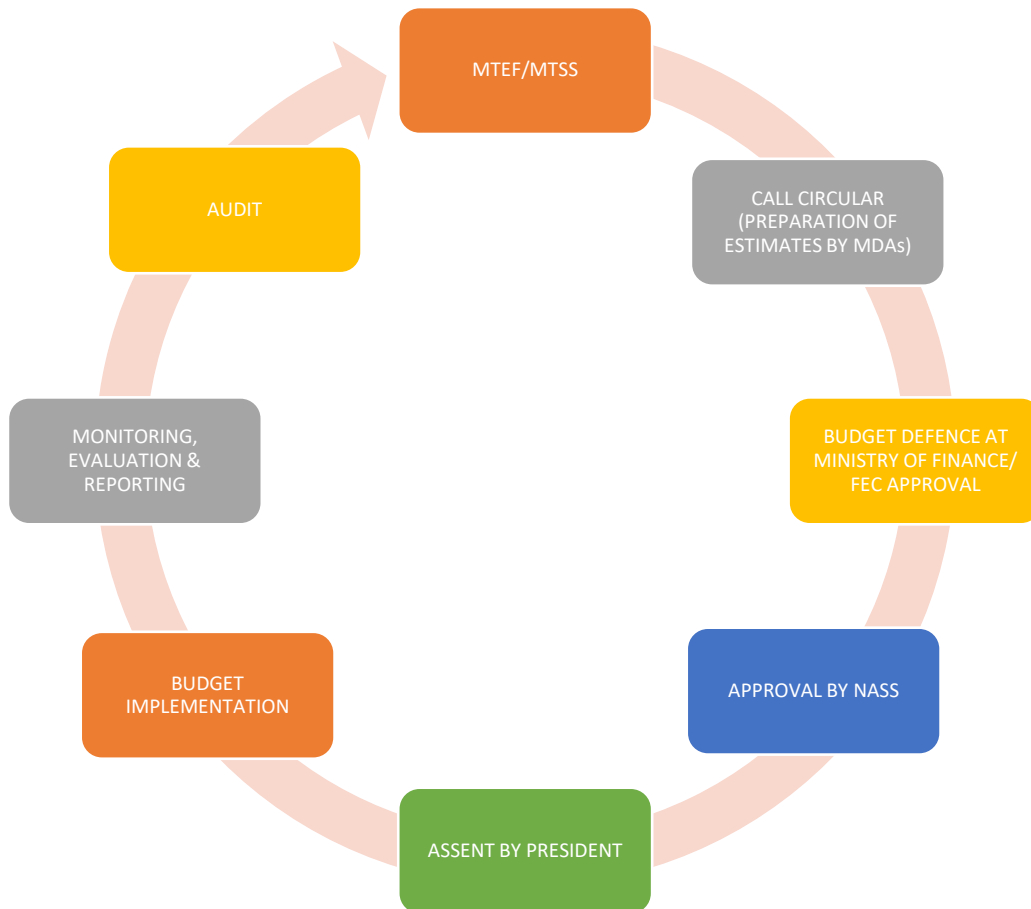 MTEF/MTSS
CALL CIRCULAR
(PREPARATION OF
ESTIMATES BY MDAs)
BUDGET DEFENCE AT
MINISTRY OF FINANCE/
FEC APPROVAL
APPROVAL BY NASS
ASSENT BY PRESIDENT
BUDGET
IMPLEMENTATION
MONITORING,
EVALUATION &
REPORTING
AUDIT